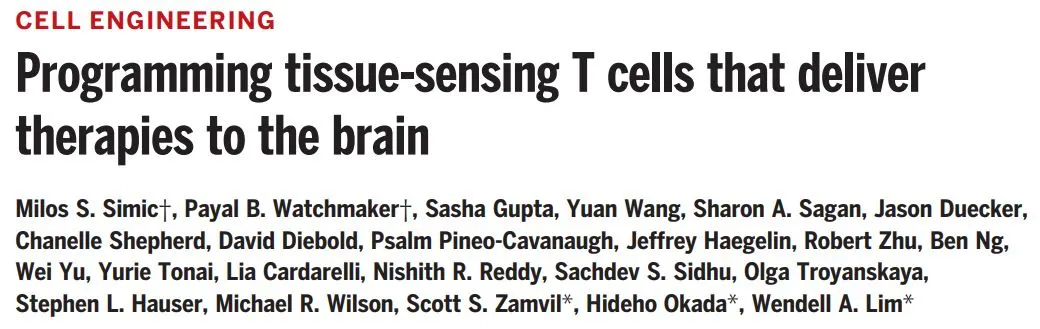 CELL ENGINEERING
Programming tissue-sensing T cells that deliver
therapies to the brain
Milos S. Simic†, Payal B. Watchmaker†, Sasha Gupta, Yuan Wang, Sharon A. Sagan, Jason Duecker,
Chanelle Shepherd, David Diebold, Psalm Pineo-Cavanaugh, Jeffrey Haegelin, Robert Zhu, Ben Ng,
Wei Yu, Yurie Tonai, Lia Cardarelli, Nishith R. Reddy, Sachdev S. Sidhu, Olga Troyanskaya,
Stephen L. Hauser, Michael R. Wilson, Scott S. Zamvil*, Hideho Okada*, Wendell A. Lim*